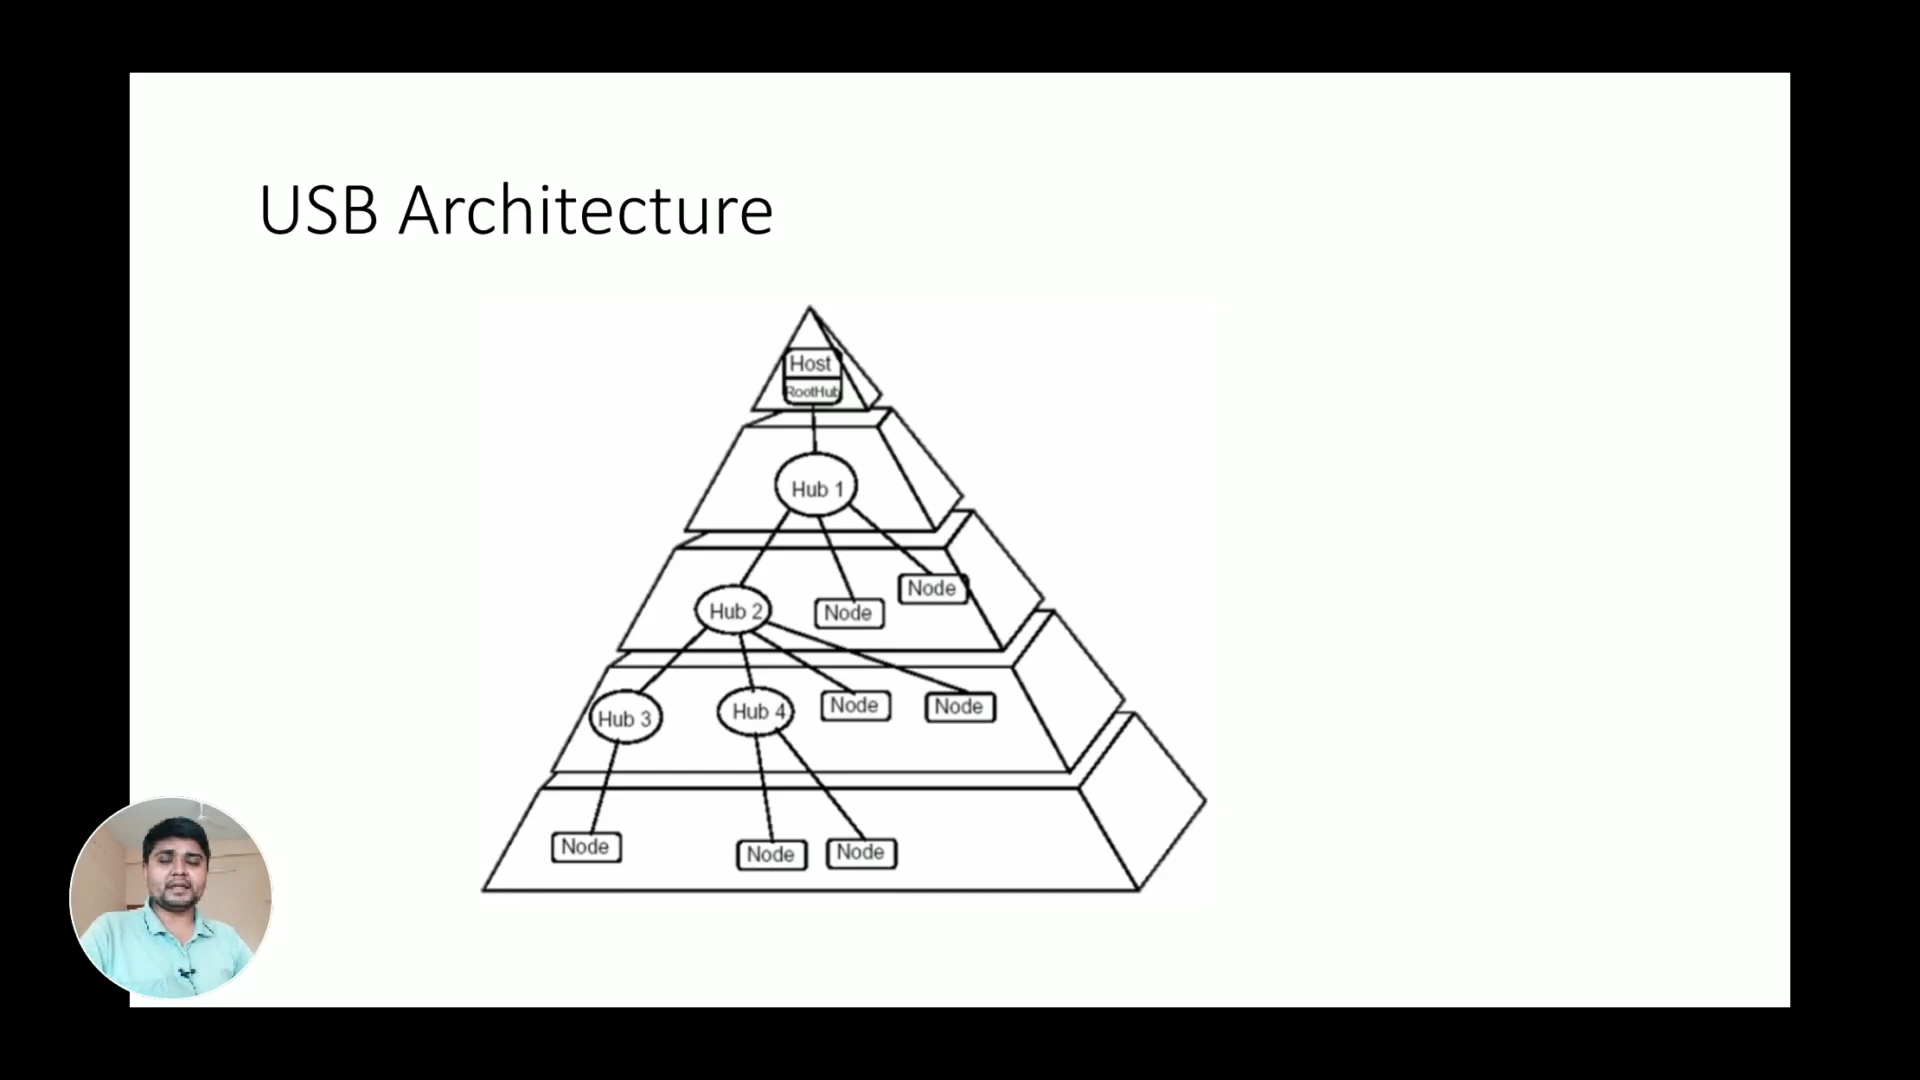 USB Architecture
Host
RootHub
Hub 1
Node
Hub 2
Node
Hub 3
Hub 4
Node
Node
Node
Node
Node